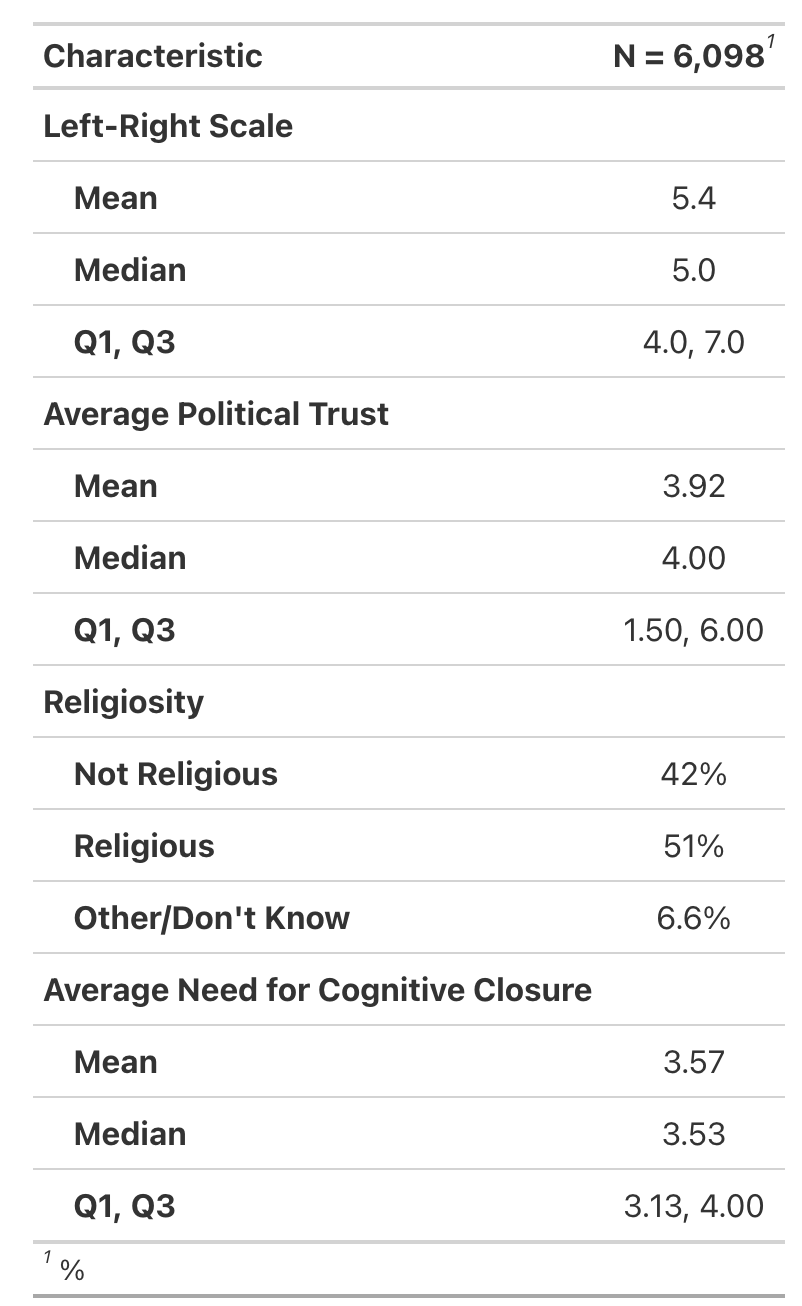 Characteristic N = 6,098¹
Left-Right Scale
Mean 5.4
Median 5.0
Q1, Q3 4.0, 7.0
Average Political Trust
Mean 3.92
Median 4.00
Q1, Q3 1.50, 6.00
Religiosity
Not Religious 42%
Religious 51%
Other/Don't Know 6.6%
Average Need for Cognitive Closure
Mean 3.57
Median 3.53
Q1, Q3 3.13, 4.00
¹ %